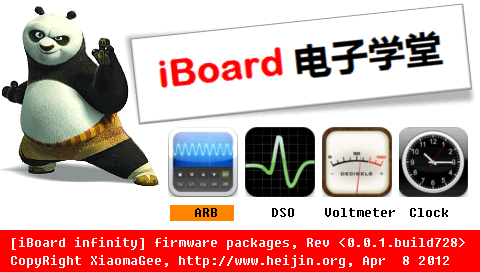 iBoard 电子学堂
DECIBELS
ARB DSO Voltmeter Clock
[iBoard infinity] firmware packages, Rev <0.0.1.build728>
CopyRight XiaomaGee, http://www.heijin.org, Apr 8 2012